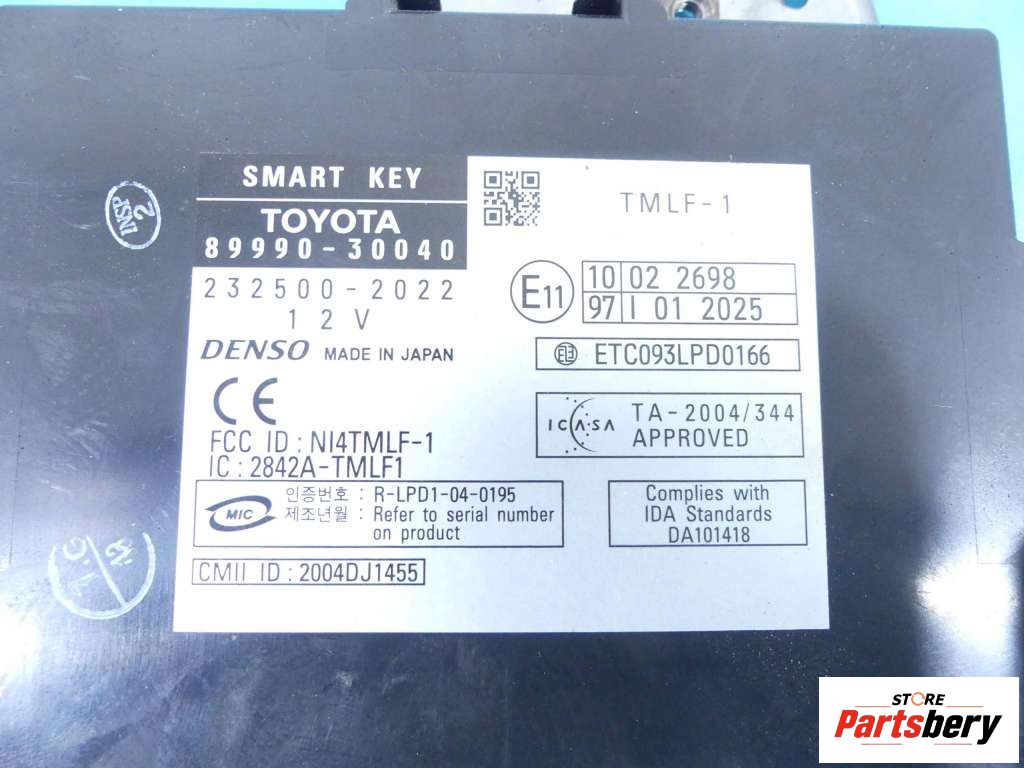 SMART KEY
TOYOTA
89990-30040
232500-2022
12V
DENSO MADE IN JAPAN
CE
FCC ID : NI4TMLF-1
IC : 2842A-TMLF1
MIC
인증번호 : R-LPD1-04-0195
제조년월 : Refer to serial number
on product
CMII ID : 2004DJ1455
TMLF-1
E11
10 02 2698
97 I 01 2025
ETC093LPD0166
ICASA
TA-2004/344
APPROVED
Complies with
IDA Standards
DA101418
INSP
2
STORE
Partsbery